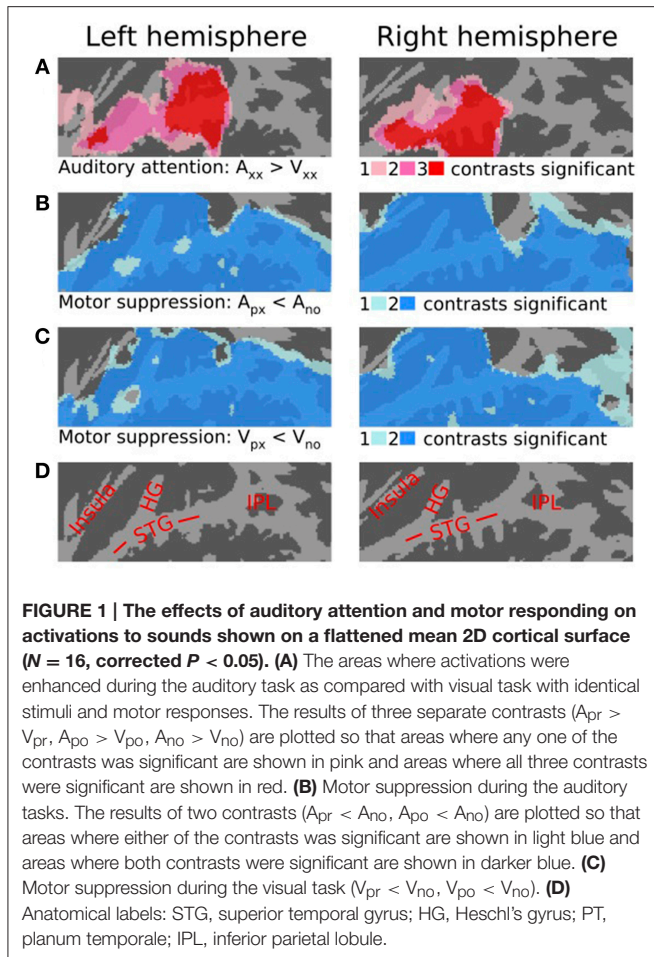 Left hemisphere
Right hemisphere
A
Auditory attention: Axx > Vxx
1 2 3 contrasts significant
B
Motor suppression: Apx < Ano
1 2 contrasts significant
C
Motor suppression: Vpx < Vno
1 2 contrasts significant
D
Insula
HG
STG
IPL
Insula
HG
STG
IPL
FIGURE 1 | The effects of auditory attention and motor responding on
activations to sounds shown on a flattened mean 2D cortical surface
(N = 16, corrected P < 0.05). (A) The areas where activations were
enhanced during the auditory task as compared with visual task with identical
stimuli and motor responses. The results of three separate contrasts (Apr >
Vpr, Apo > Vpo, Ano > Vno) are plotted so that areas where any one of the
contrasts was significant are shown in pink and areas where all three contrasts
were significant are shown in red. (B) Motor suppression during the auditory
tasks. The results of two contrasts (Apr < Ano, Apo < Ano) are plotted so that
areas where either of the contrasts was significant are shown in light blue and
areas where both contrasts were significant are shown in darker blue. (C)
Motor suppression during the visual task (Vpr < Vno, Vpo < Vno). (D)
Anatomical labels: STG, superior temporal gyrus; HG, Heschl's gyrus; PT,
planum temporale; IPL, inferior parietal lobule.